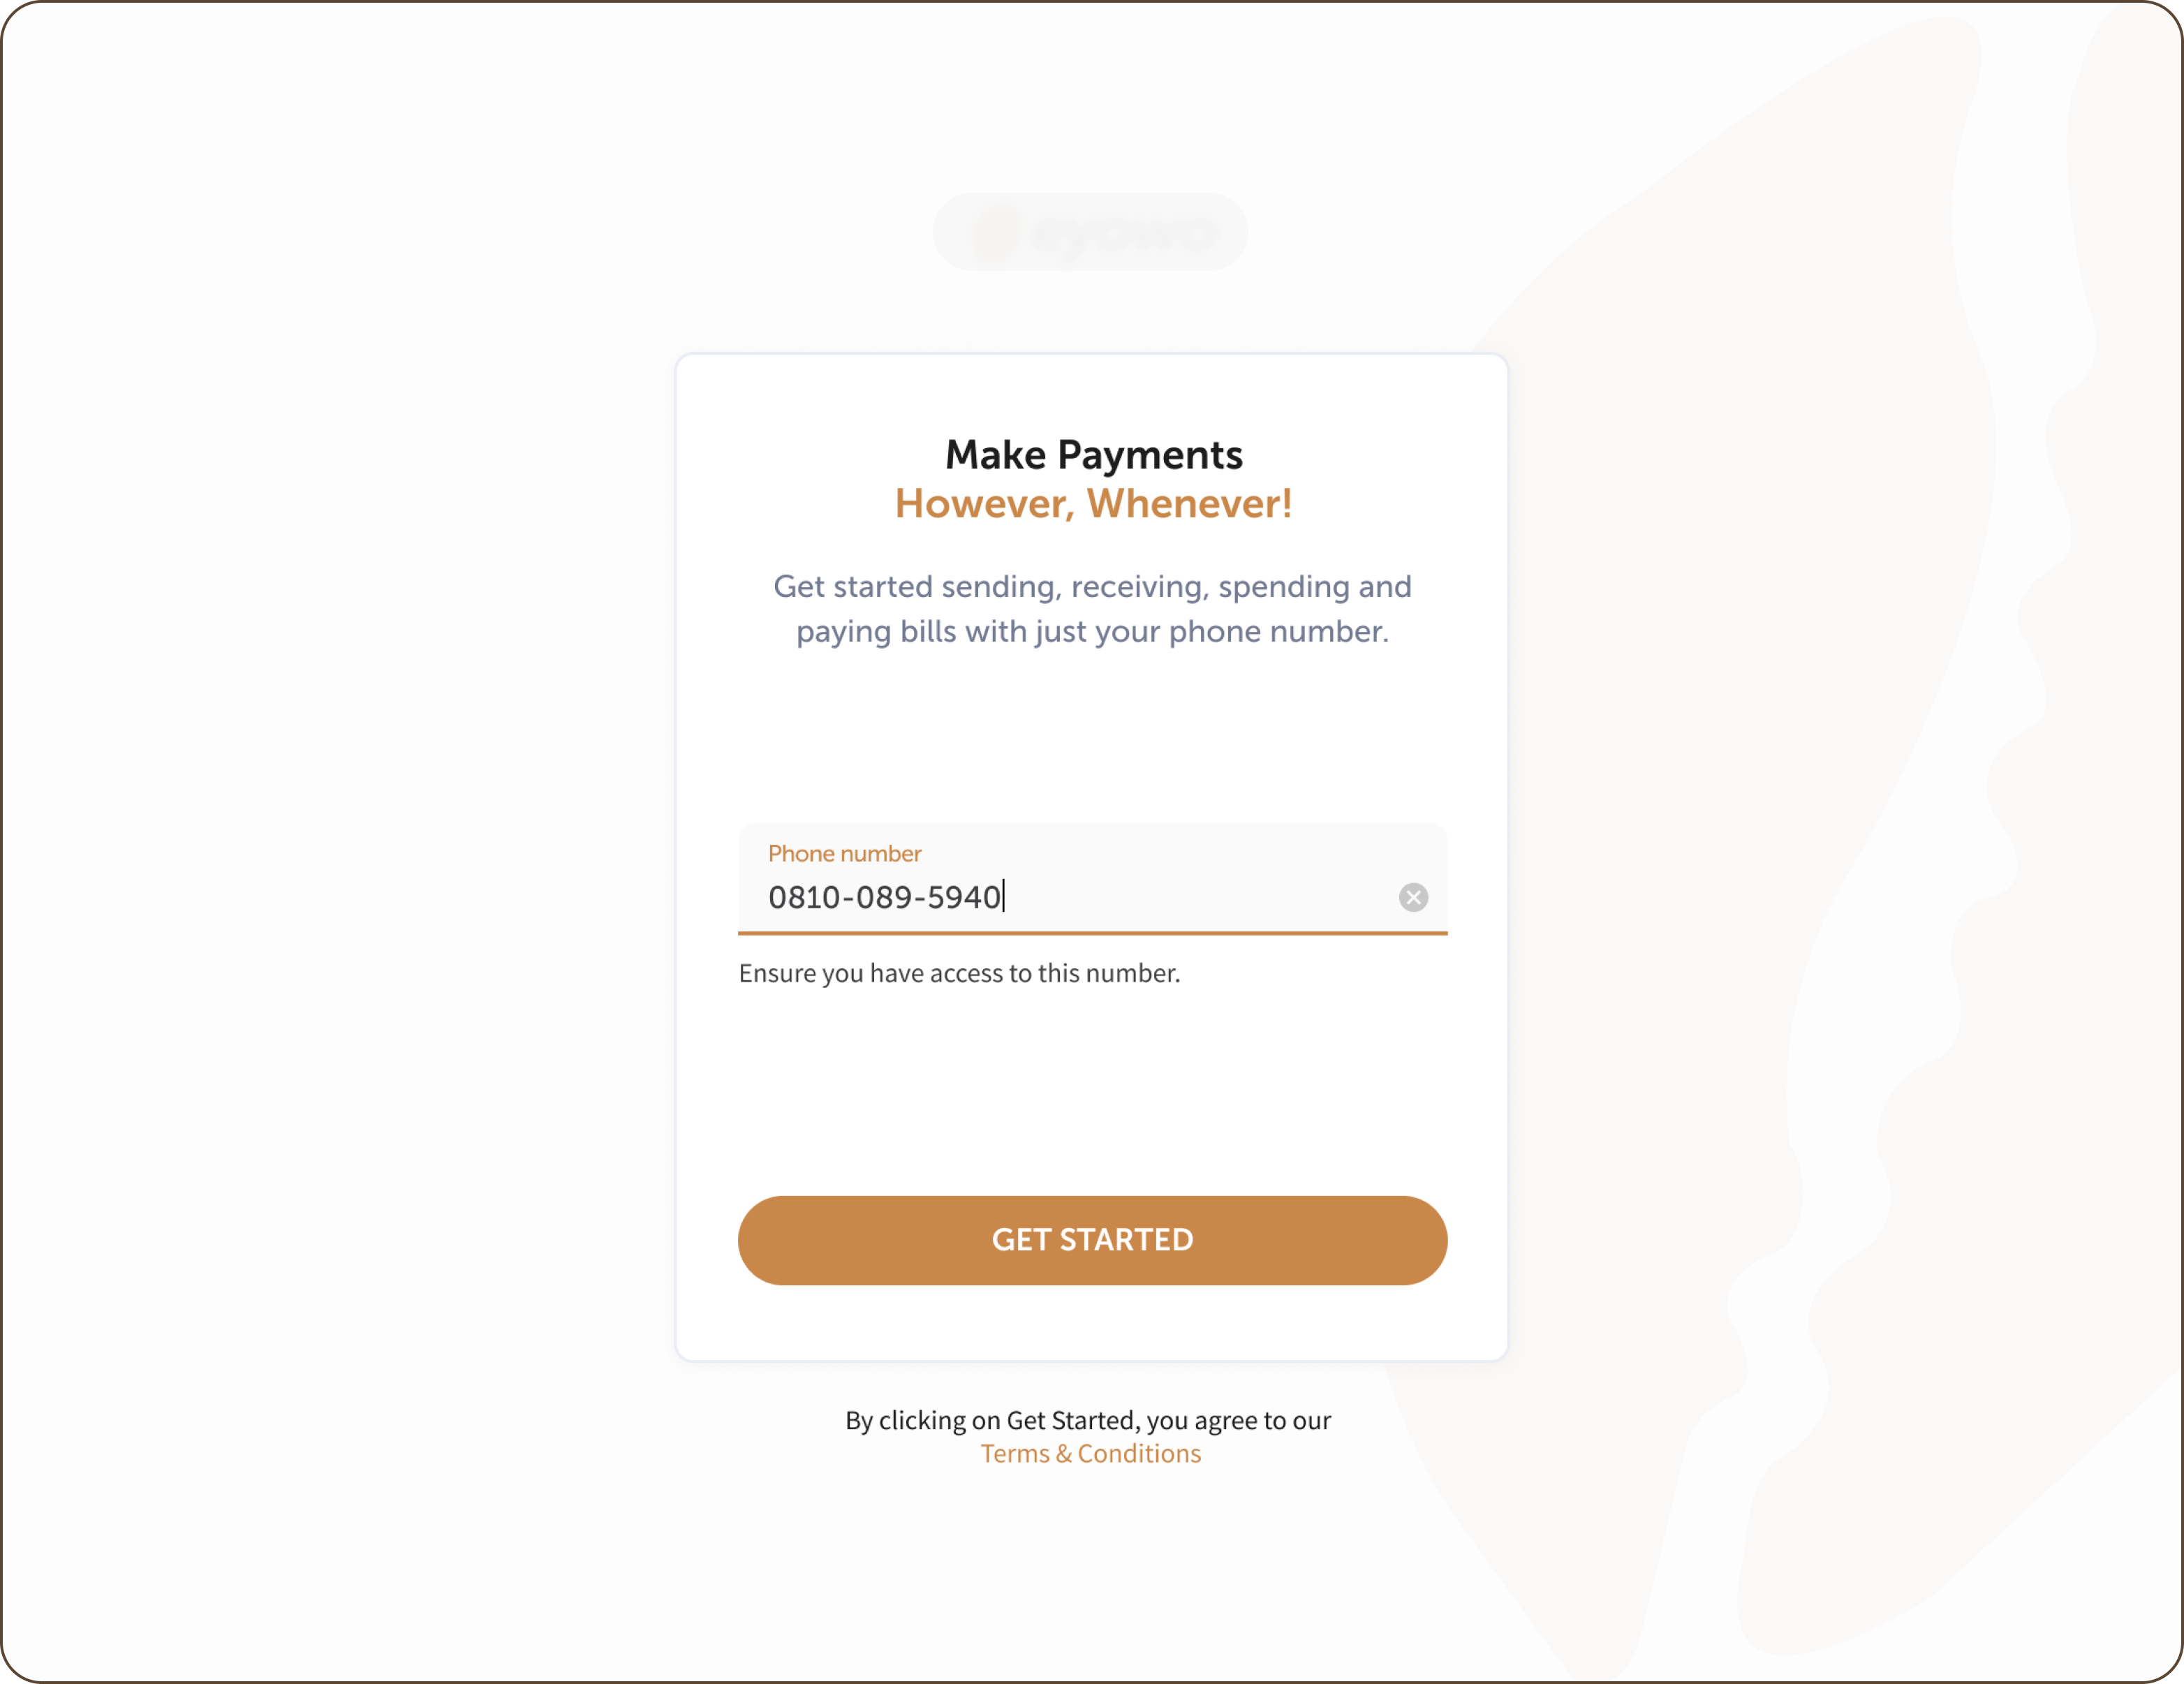 eyowo
Make Payments
However, Whenever!
Get started sending, receiving, spending and
paying bills with just your phone number.
Phone number
0810-089-5940
Ensure you have access to this number.
GET STARTED
By clicking on Get Started, you agree to our
Terms & Conditions